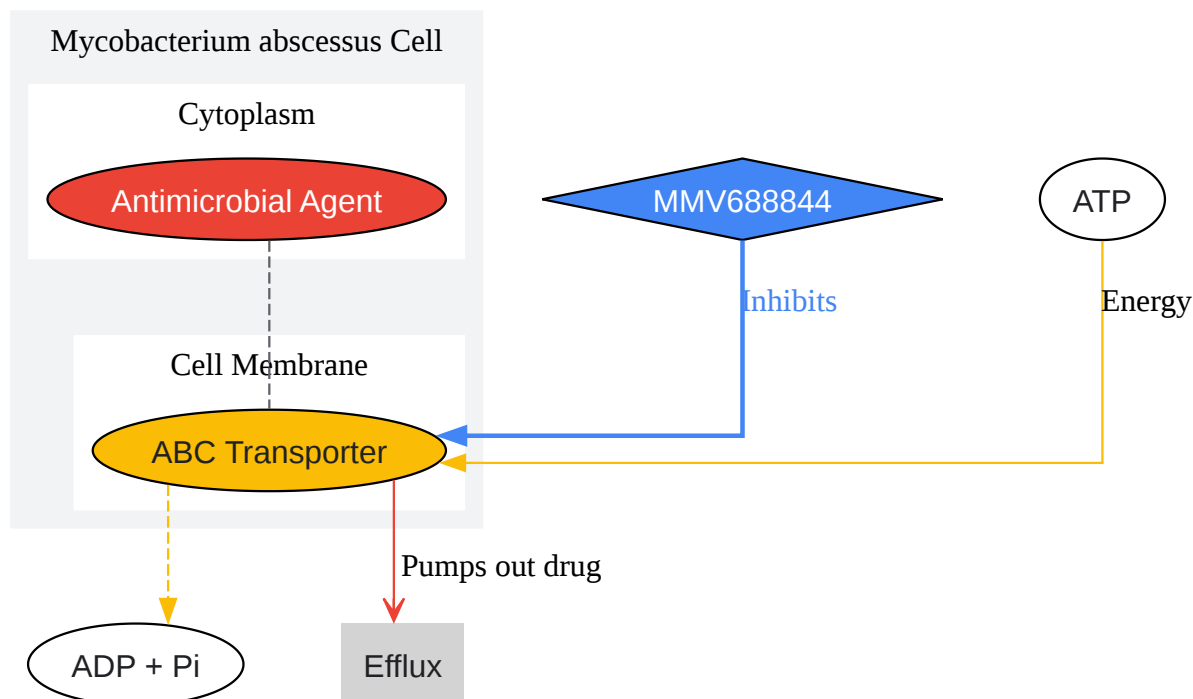 Mycobacterium abscessus Cell
Cytoplasm
Antimicrobial Agent
MMV688844
ATP
Inhibits
Energy
Cell Membrane
ABC Transporter
Pumps out drug
ADP + Pi
Efflux